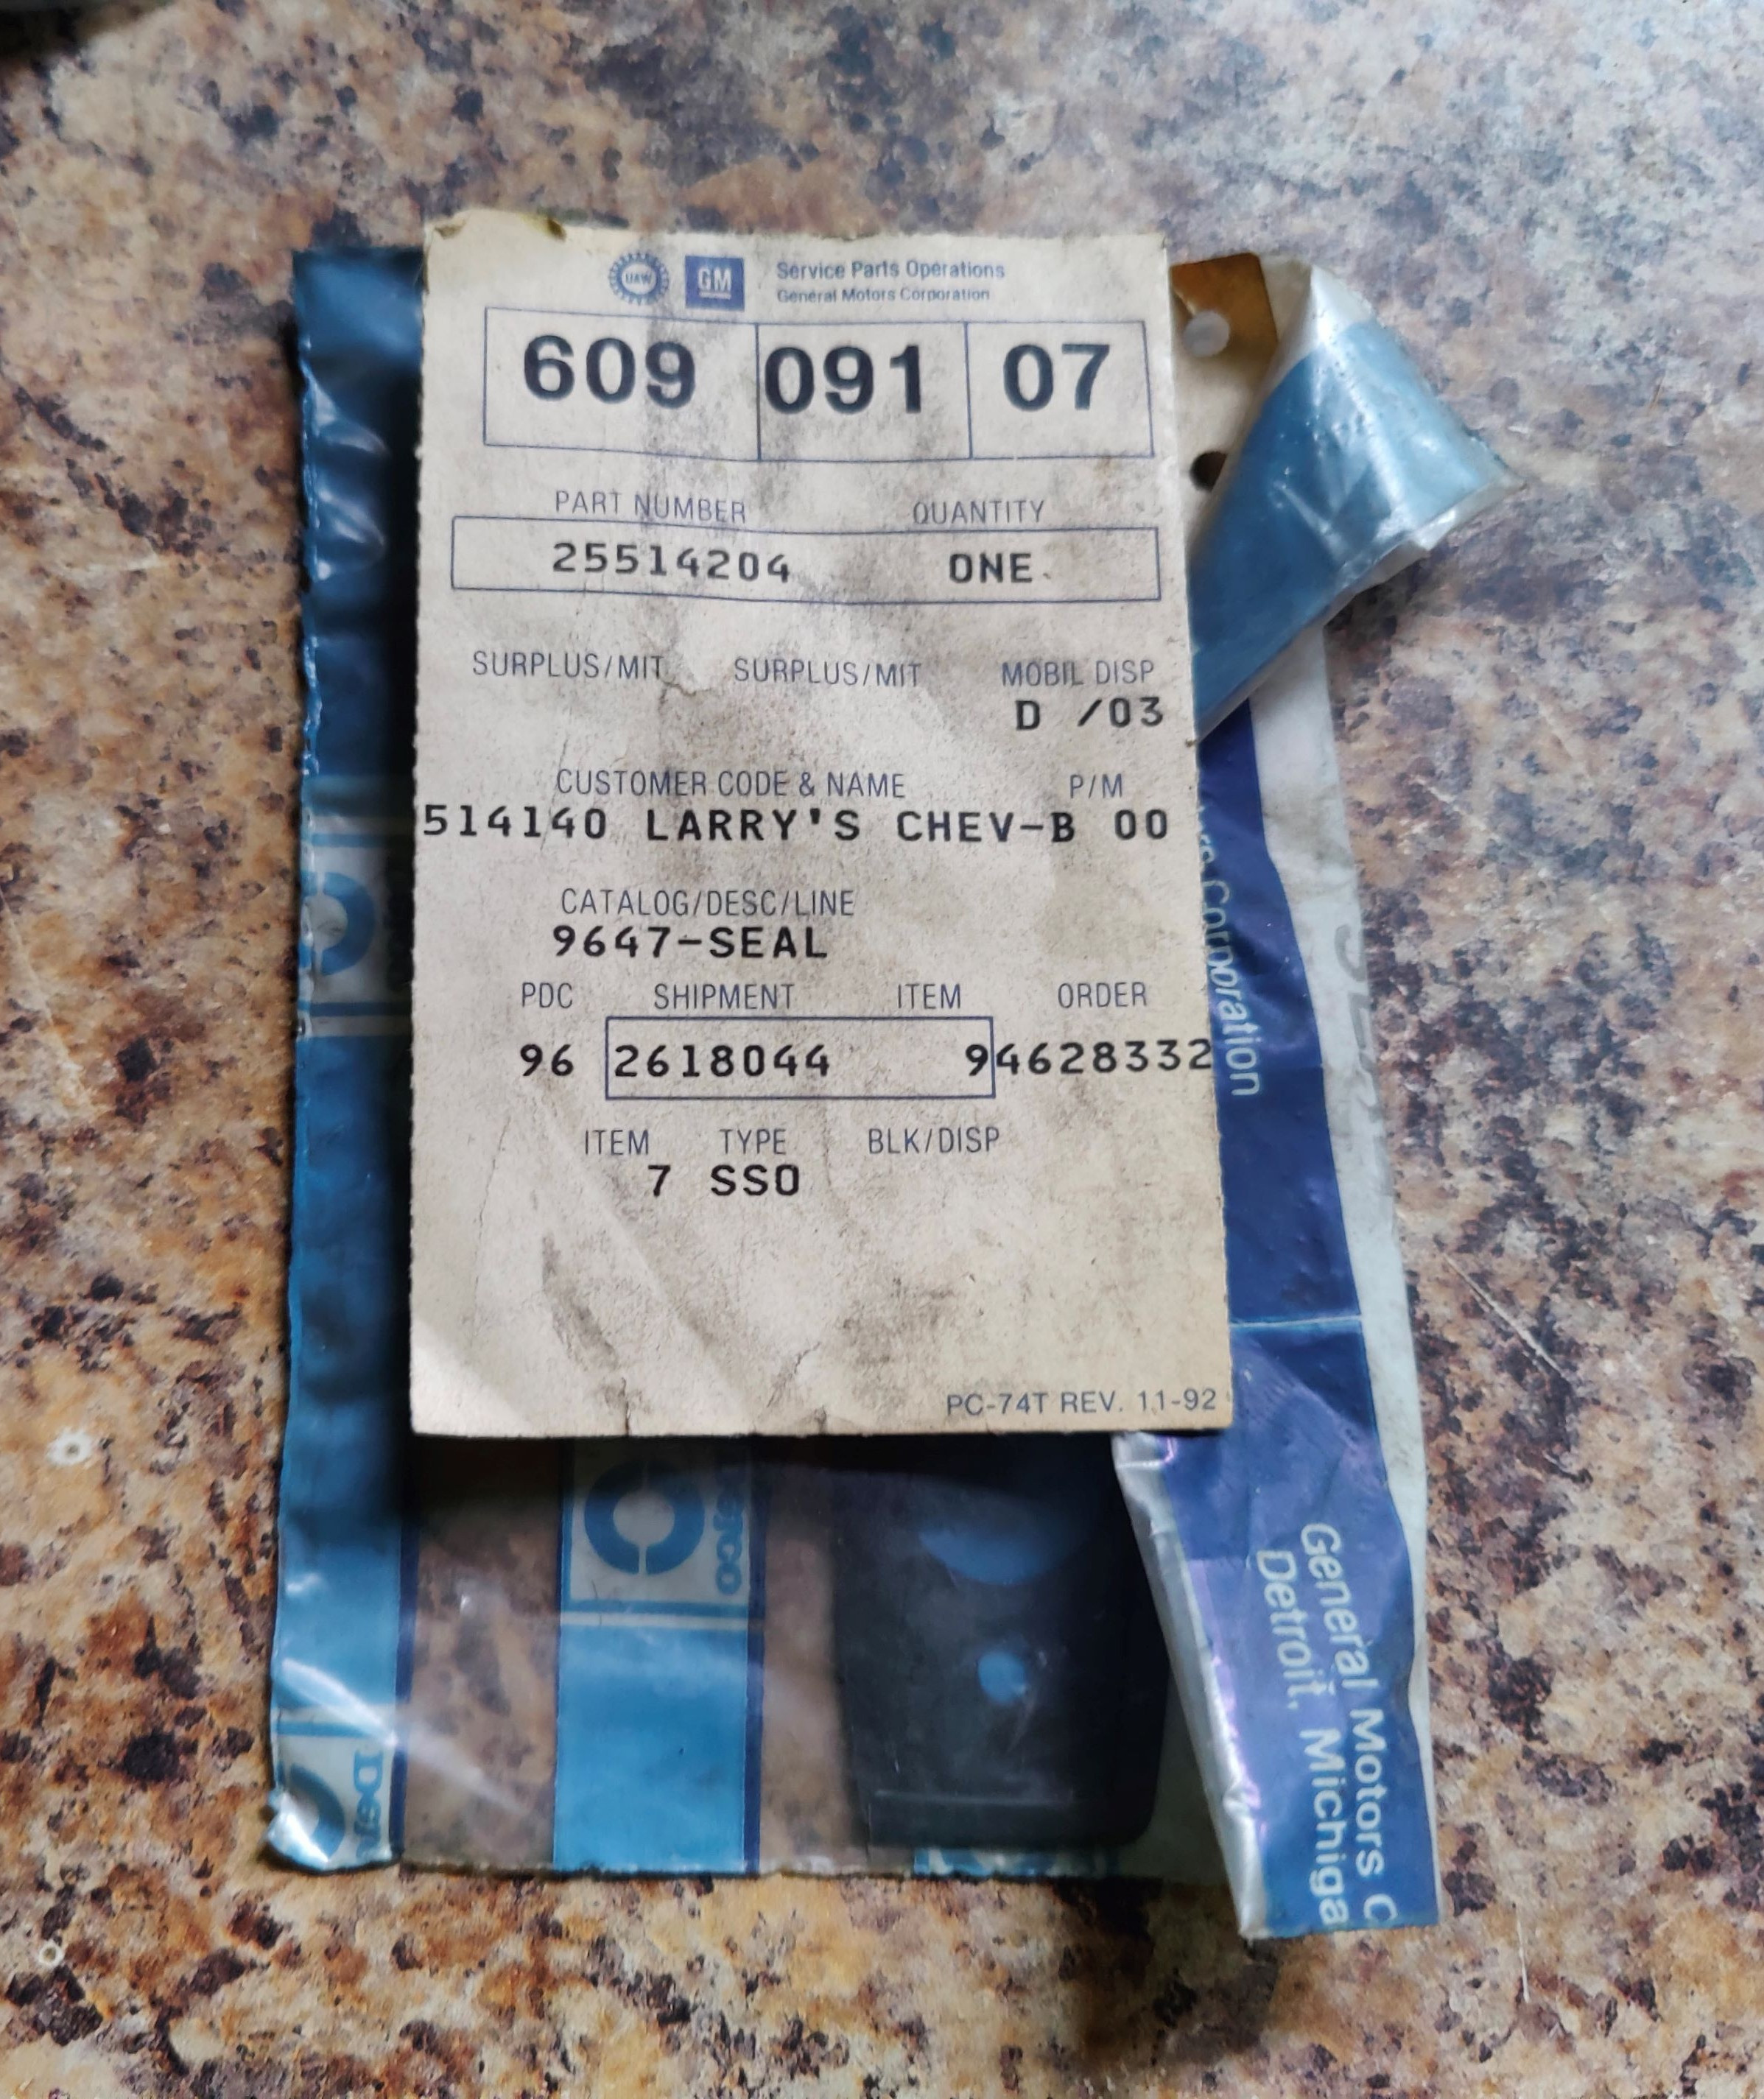 UAW GM Service Parts Operations
General Motors Corporation
609 091 07
PART NUMBER QUANTITY
25514204 ONE
SURPLUS/MIT SURPLUS/MIT MOBIL DISP
D /03
CUSTOMER CODE & NAME P/M
514140 LARRY'S CHEV-B 00
CATALOG/DESC/LINE
9647-SEAL
PDC SHIPMENT ITEM ORDER
96 2618044 94628332
ITEM TYPE BLK/DISP
7 SSO
PC-74T REV. 11-92
Corporation
General Motors C
Detroit, Michiga